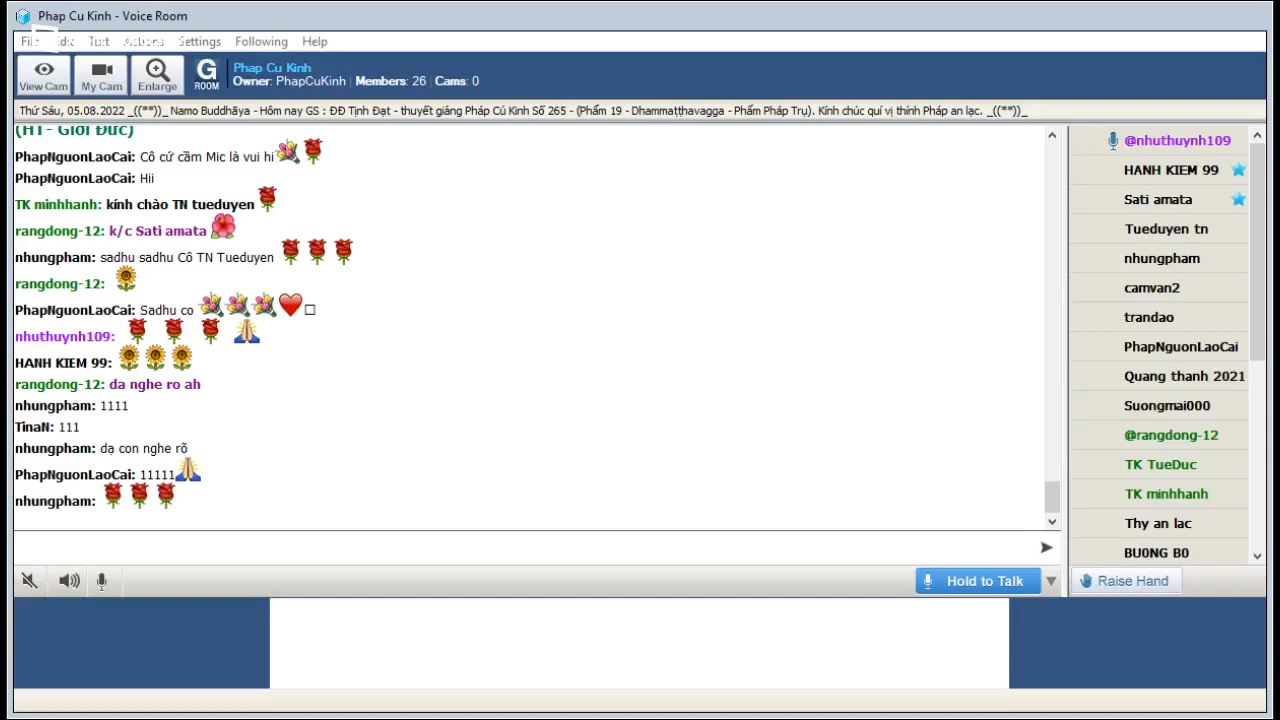 Phap Cu Kinh - Voice Room
Settings Following Help
View Cam
My Cam
Enlarge
G
ROOM
Phap Cu Kinh
Owner: PhapCuKinh | Members: 26 | Cams: 0
Thứ Sáu, 05.08.2022 _((**))_ Namo Buddhāya - Hôm nay GS : ĐĐ Tịnh Đạt - thuyết giảng Pháp Cú Kinh Số 265 - (Phẩm 19 - Dhammaṭṭhavagga - Phẩm Pháp Trụ). Kính chúc quí vị thính Pháp an lạc. _((**))_
(HT- Giới Đức)
PhapNguonLaoCai: Cô cứ cầm Mic là vui hi
PhapNguonLaoCai: Hii
TK minhhanh: kính chào TN tueduyen
rangdong-12: k/c Sati amata
nhungpham: sadhu sadhu Cô TN Tueduyen
rangdong-12:
PhapNguonLaoCai: Sadhu co
nhuthuynh109:
HANH KIEM 99:
rangdong-12: da nghe ro ah
nhungpham: 1111
TinaN: 111
nhungpham: dạ con nghe rõ
PhapNguonLaoCai: 11111
nhungpham:
@nhuthuynh109
HANH KIEM 99
Sati amata
Tueduyen tn
nhungpham
camvan2
trandao
PhapNguonLaoCai
Quang thanh 2021
Suongmai000
@rangdong-12
TK TueDuc
TK minhhanh
Thy an lac
BU0NG B0
Hold to Talk
Raise Hand